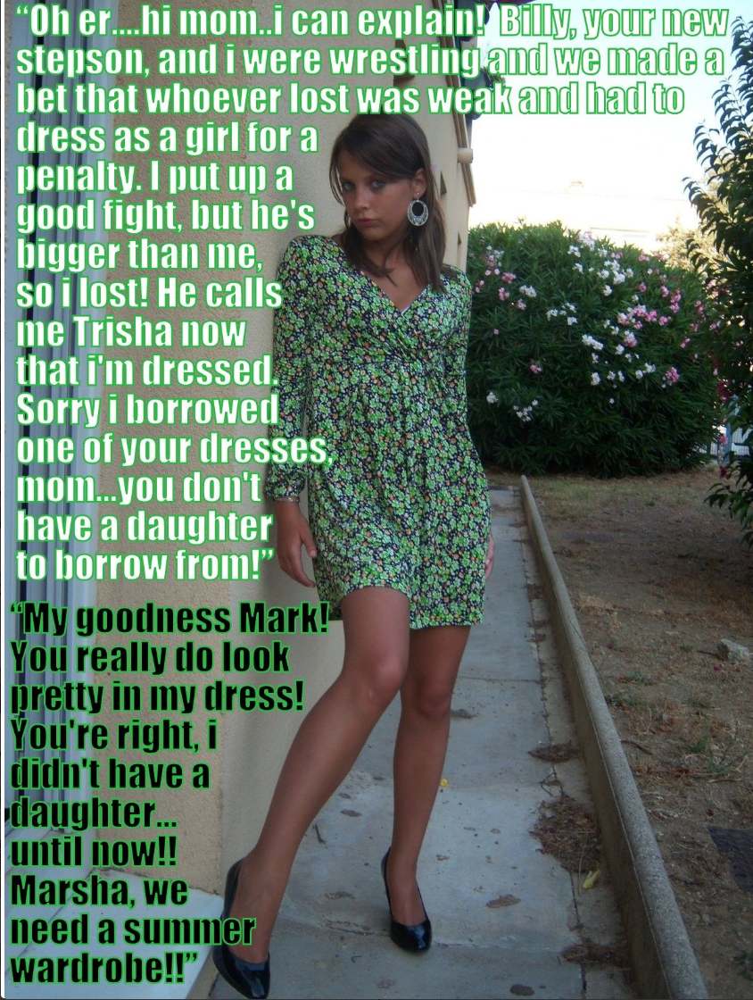 “Oh er....hi mom..i can explain!  Billy, your new
stepson, and i were wrestling and we made a
bet that whoever lost was weak and had to
dress as a girl for a
penalty. I put up a
good fight, but he's
bigger than me,
so i lost! He calls
me Trisha now
that i'm dressed.
Sorry i borrowed
one of your dresses,
mom...you don't
have a daughter
to borrow from!”
“My goodness Mark!
You really do look
pretty in my dress!
You're right, i
didn't have a
daughter...
until now!!
Marsha, we
need a summer
wardrobe!!”